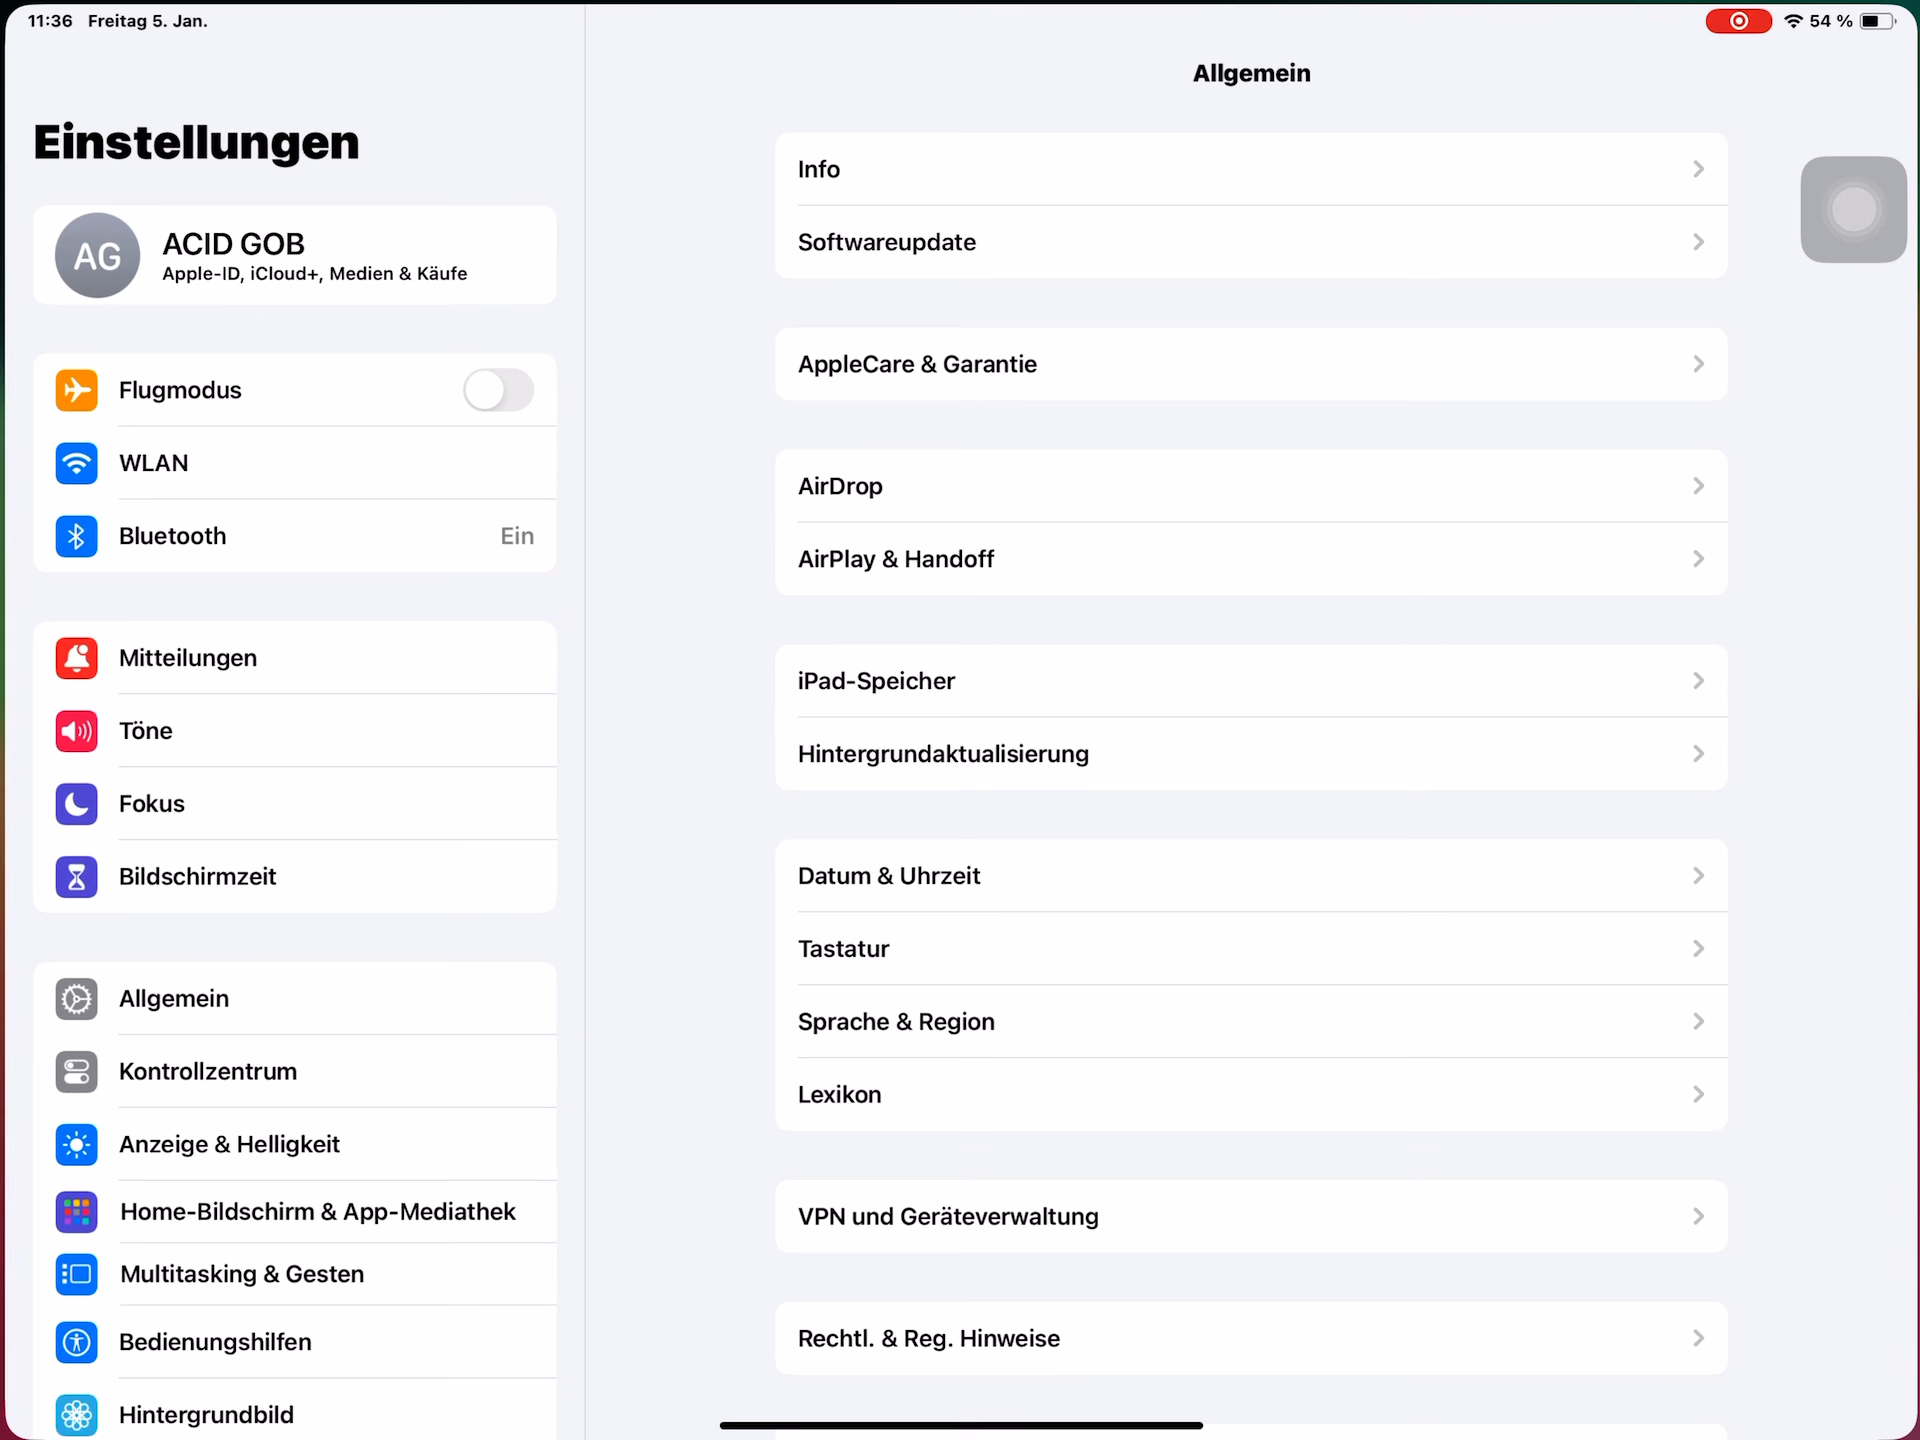 11:36 Freitag 5. Jan.
54 %
Einstellungen
AG
ACID GOB
Apple-ID, iCloud+, Medien & Käufe
Flugmodus
WLAN
Bluetooth Ein
Mitteilungen
Töne
Fokus
Bildschirmzeit
Allgemein
Kontrollzentrum
Anzeige & Helligkeit
Home-Bildschirm & App-Mediathek
Multitasking & Gesten
Bedienungshilfen
Hintergrundbild
Allgemein
Info
Softwareupdate
AppleCare & Garantie
AirDrop
AirPlay & Handoff
iPad-Speicher
Hintergrundaktualisierung
Datum & Uhrzeit
Tastatur
Sprache & Region
Lexikon
VPN und Geräteverwaltung
Rechtl. & Reg. Hinweise